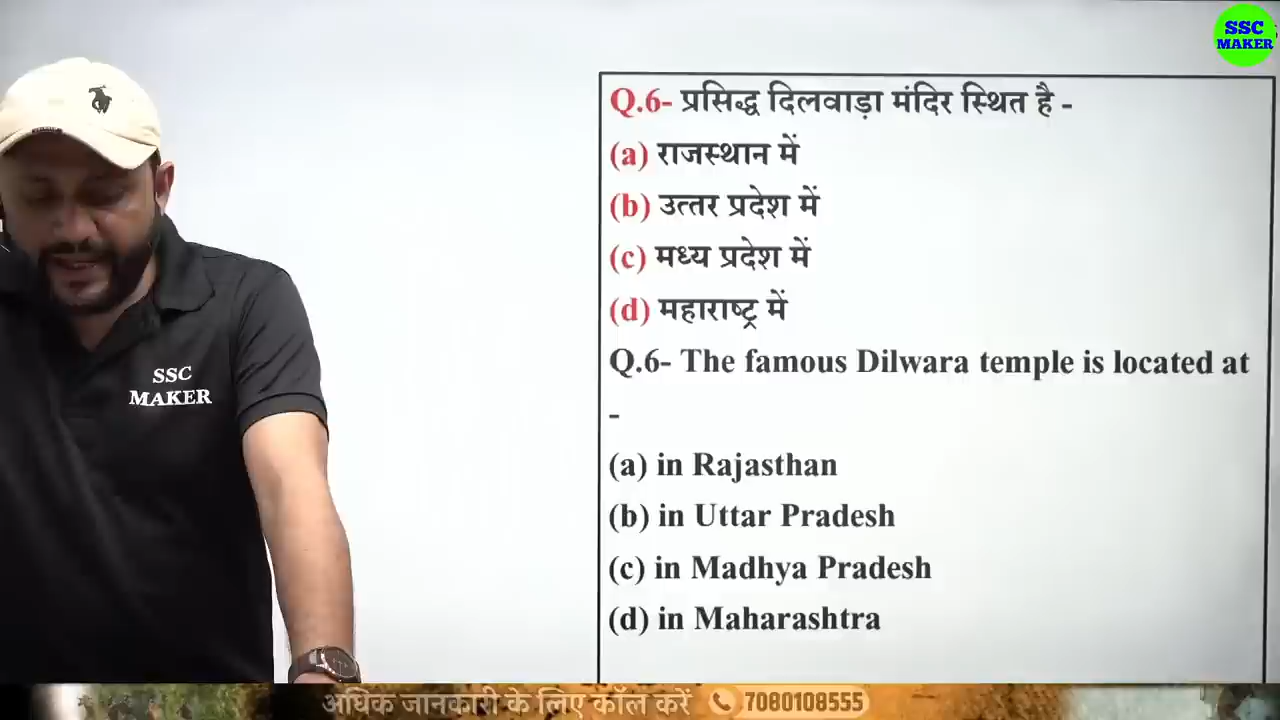 SSC
MAKER
Q.6- प्रसिद्ध दिलवाड़ा मंदिर स्थित है -
(a) राजस्थान में
(b) उत्तर प्रदेश में
(c) मध्य प्रदेश में
(d) महाराष्ट्र में
Q.6- The famous Dilwara temple is located at
-
(a) in Rajasthan
(b) in Uttar Pradesh
(c) in Madhya Pradesh
(d) in Maharashtra
SSC
MAKER
अधिक जानकारी के लिए कॉल करें 7080108555